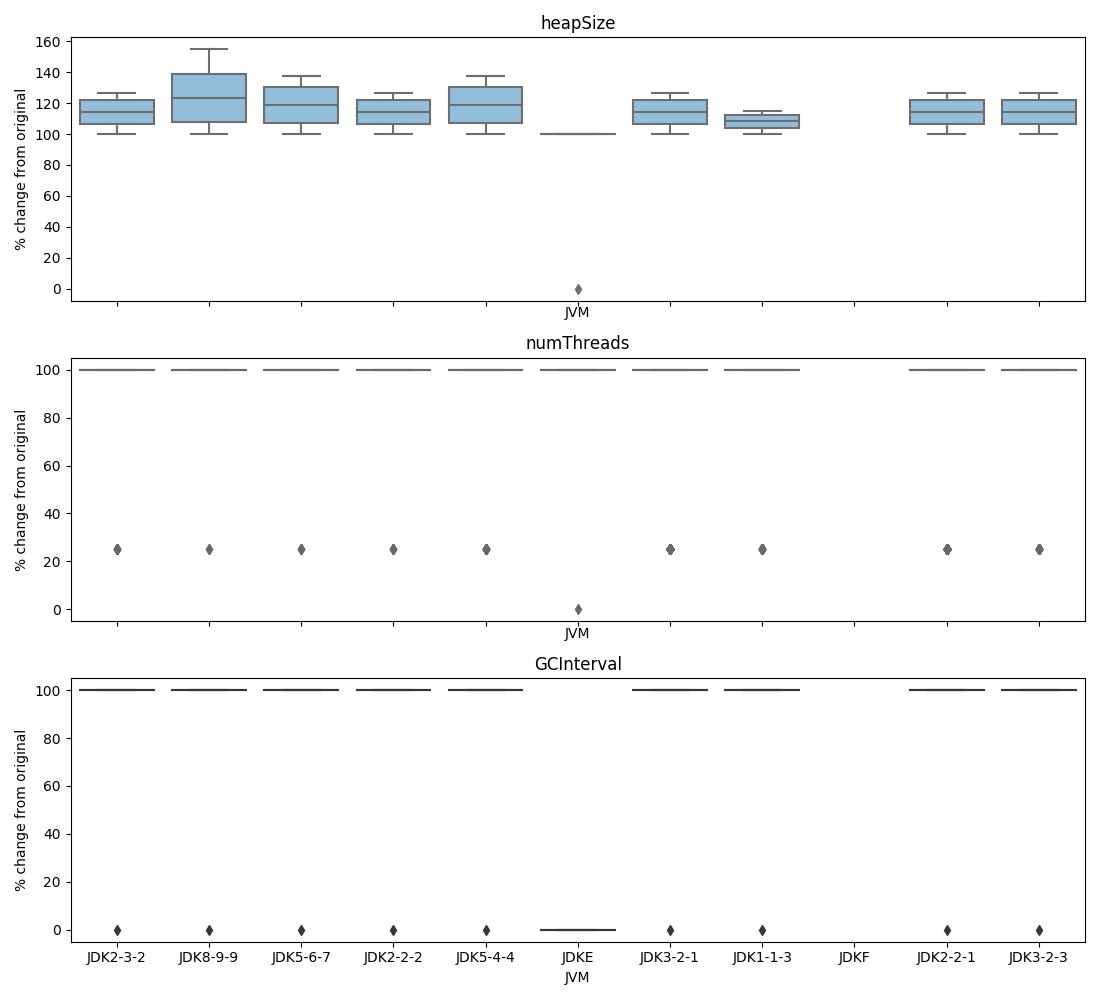 heapSize
% change from original
160
140
120
100
80
60
40
20
0
JVM
numThreads
% change from original
100
80
60
40
20
0
JVM
GCInterval
% change from original
100
80
60
40
20
0
JDK2-3-2 JDK8-9-9 JDK5-6-7 JDK2-2-2 JDK5-4-4 JDKE JDK3-2-1 JDK1-1-3 JDKF JDK2-2-1 JDK3-2-3
JVM